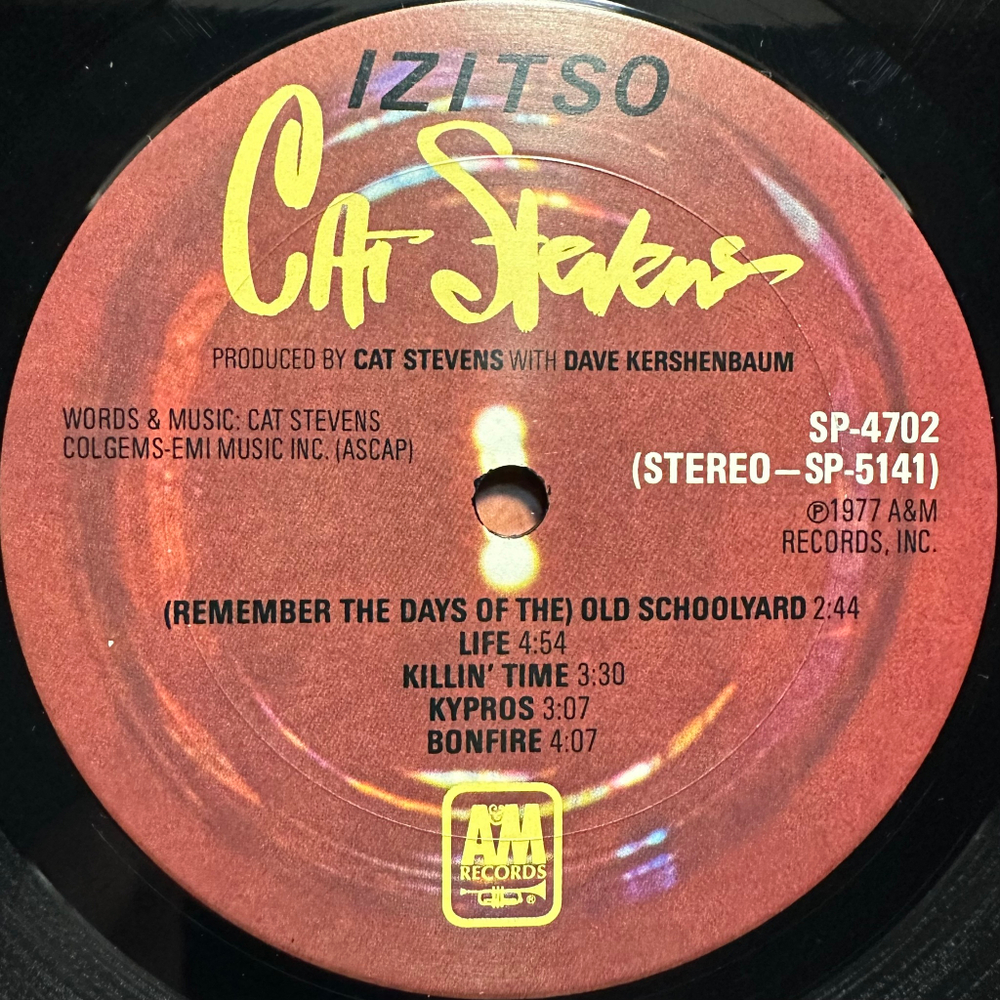 IZITSO
Cat Stevens
PRODUCED BY CAT STEVENS WITH DAVE KERSHENBAUM
WORDS & MUSIC: CAT STEVENS
COLGEMS-EMI MUSIC INC. (ASCAP)
SP-4702
(STEREO—SP-5141)
℗1977 A&M
RECORDS, INC.
(REMEMBER THE DAYS OF THE) OLD SCHOOLYARD 2:44
LIFE 4:54
KILLIN' TIME 3:30
KYPROS 3:07
BONFIRE 4:07
A&M
RECORDS
®